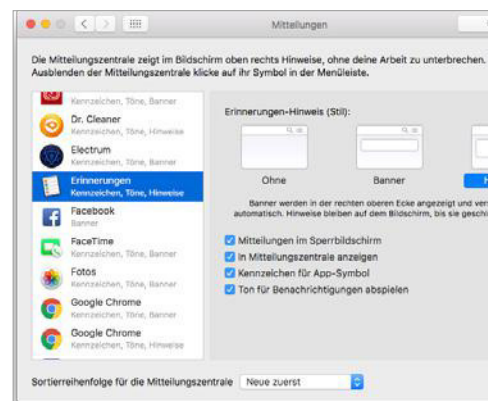 Mitteilungen
Die Mitteilungszentrale zeigt im Bildschirm oben rechts Hinweise, ohne deine Arbeit zu unterbrechen.
Ausblenden der Mitteilungszentrale klicke auf ihr Symbol in der Menüleiste.
Kennzeichen, Töne, Banner
Dr. Cleaner
Kennzeichen, Töne, Hinweise
Electrum
Kennzeichen, Töne, Banner
Erinnerungen
Kennzeichen, Töne, Hinweise
Facebook
Banner
FaceTime
Kennzeichen, Töne, Banner
Fotos
Kennzeichen, Töne, Banner
Google Chrome
Kennzeichen, Töne, Banner
Google Chrome
Kennzeichen, Töne, Hinweise
Erinnerungen-Hinweis (Stil):
Ohne
Banner
Banner werden in der rechten oberen Ecke angezeigt und
automatisch. Hinweise bleiben auf dem Bildschirm, bis sie
Mitteilungen im Sperrbildschirm
In Mitteilungszentrale anzeigen
Kennzeichen für App-Symbol
Ton für Benachrichtigungen abspielen
Sortierreihenfolge für die Mitteilungszentrale
Neue zuerst